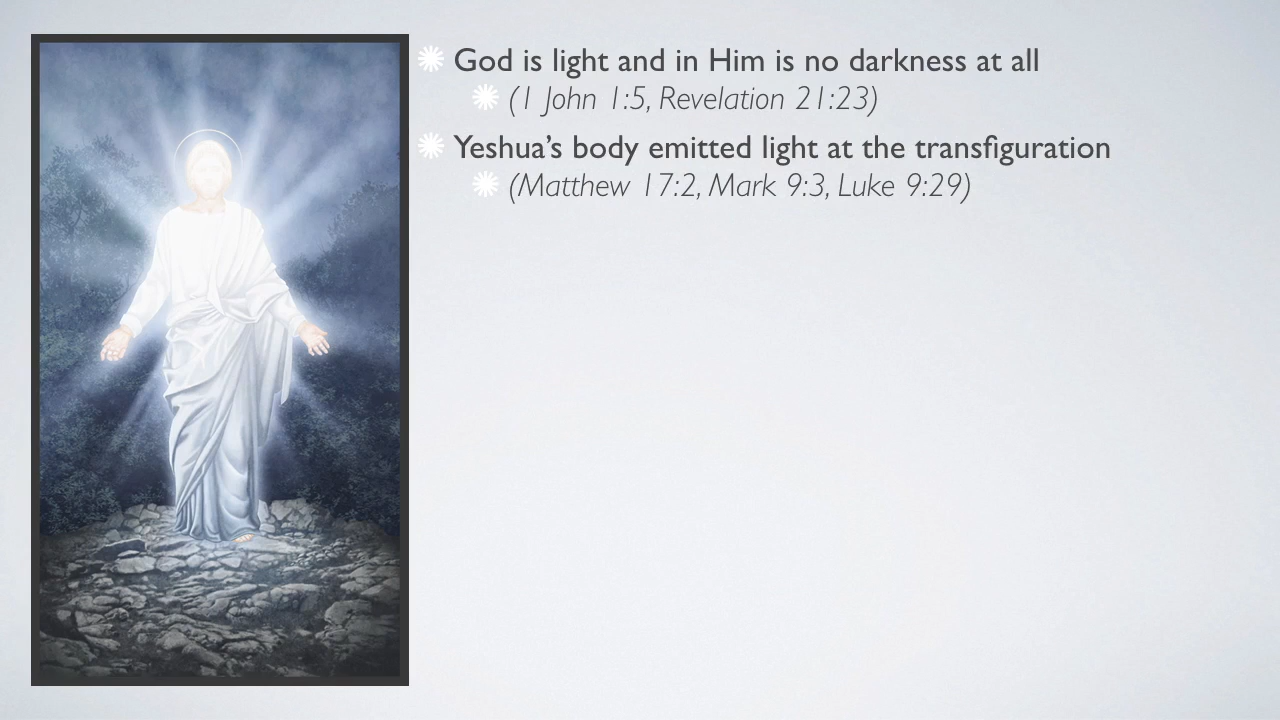 God is light and in Him is no darkness at all
(1 John 1:5, Revelation 21:23)
Yeshua’s body emitted light at the transfiguration
(Matthew 17:2, Mark 9:3, Luke 9:29)